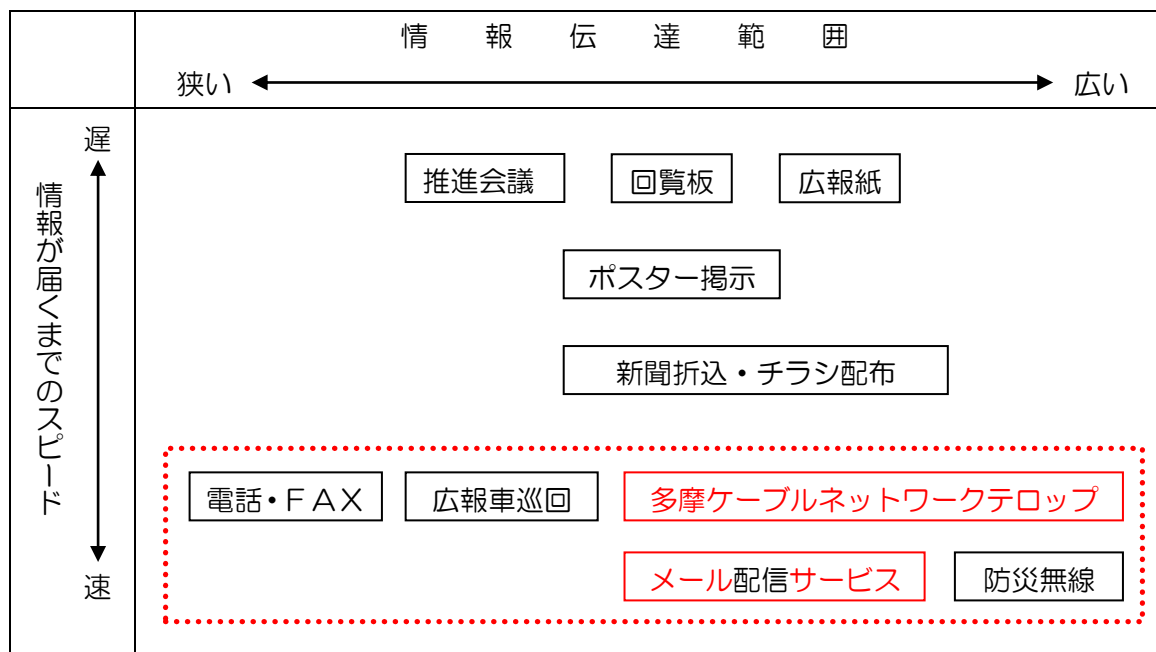 情報伝達範囲
狭い 広い
遅
情報が届くまでのスピード
速
推進会議 回覧板 広報紙
ポスター掲示
新聞折込・チラシ配布
電話・ＦＡＸ 広報車巡回 多摩ケーブルネットワークテロップ
メール配信サービス 防災無線